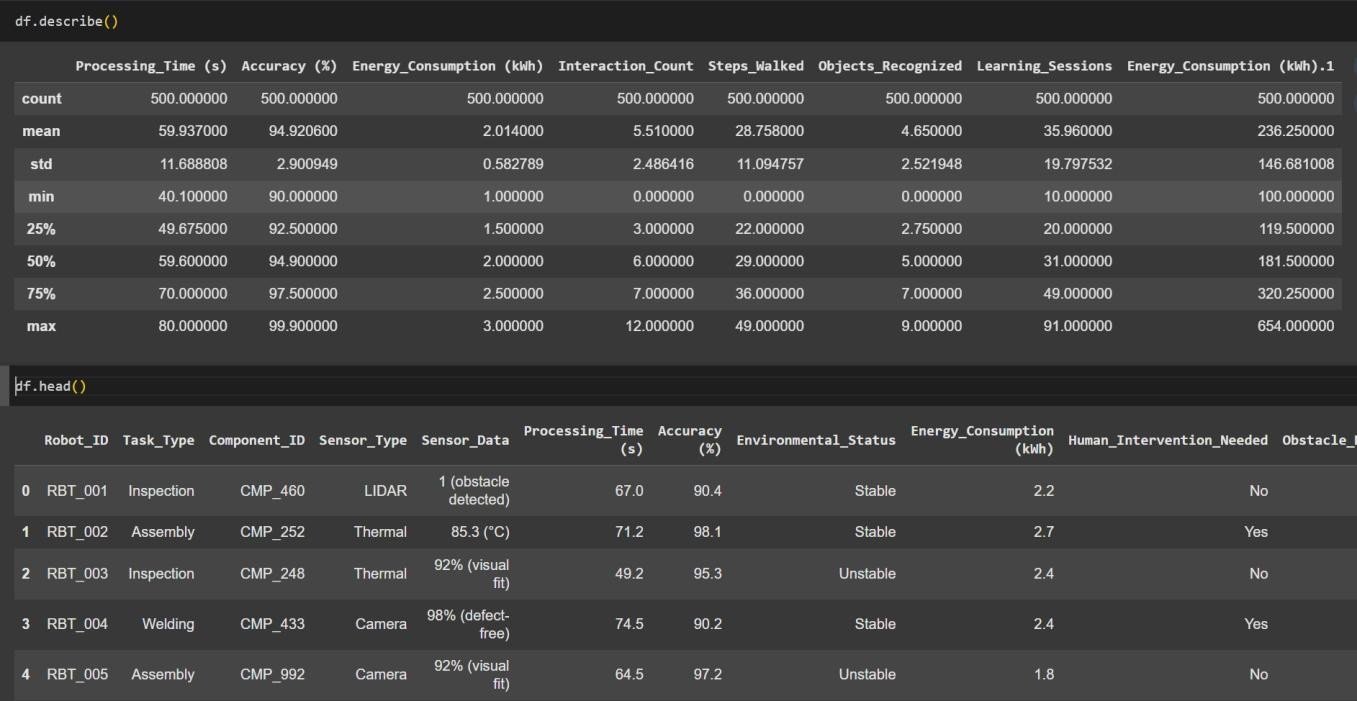 df.describe()
Processing_Time (s) Accuracy (%) Energy_Consumption (kWh) Interaction_Count Steps_Walked Objects_Recognized Learning_Sessions Energy_Consumption (kWh).1
count 500.000000 500.000000 500.000000 500.000000 500.000000 500.000000 500.000000 500.000000
mean 59.937000 94.920600 2.014000 5.510000 28.758000 4.650000 35.960000 236.250000
std 11.688808 2.900949 0.582789 2.486416 11.094757 2.521948 19.797532 146.681008
min 40.100000 90.000000 1.000000 0.000000 0.000000 0.000000 10.000000 100.000000
25% 49.675000 92.500000 1.500000 3.000000 22.000000 2.750000 20.000000 119.500000
50% 59.600000 94.900000 2.000000 6.000000 29.000000 5.000000 31.000000 181.500000
75% 70.000000 97.500000 2.500000 7.000000 36.000000 7.000000 49.000000 320.250000
max 80.000000 99.900000 3.000000 12.000000 49.000000 9.000000 91.000000 654.000000
df.head()
Robot_ID Task_Type Component_ID Sensor_Type Sensor_Data Processing_Time (s) Accuracy (%) Environmental_Status Energy_Consumption (kWh) Human_Intervention_Needed Obstacle_
0 RBT_001 Inspection CMP_460 LIDAR 1 (obstacle detected) 67.0 90.4 Stable 2.2 No
1 RBT_002 Assembly CMP_252 Thermal 85.3 (°C) 71.2 98.1 Stable 2.7 Yes
2 RBT_003 Inspection CMP_248 Thermal 92% (visual fit) 49.2 95.3 Unstable 2.4 No
3 RBT_004 Welding CMP_433 Camera 98% (defect-free) 74.5 90.2 Stable 2.4 Yes
4 RBT_005 Assembly CMP_992 Camera 92% (visual fit) 64.5 97.2 Unstable 1.8 No